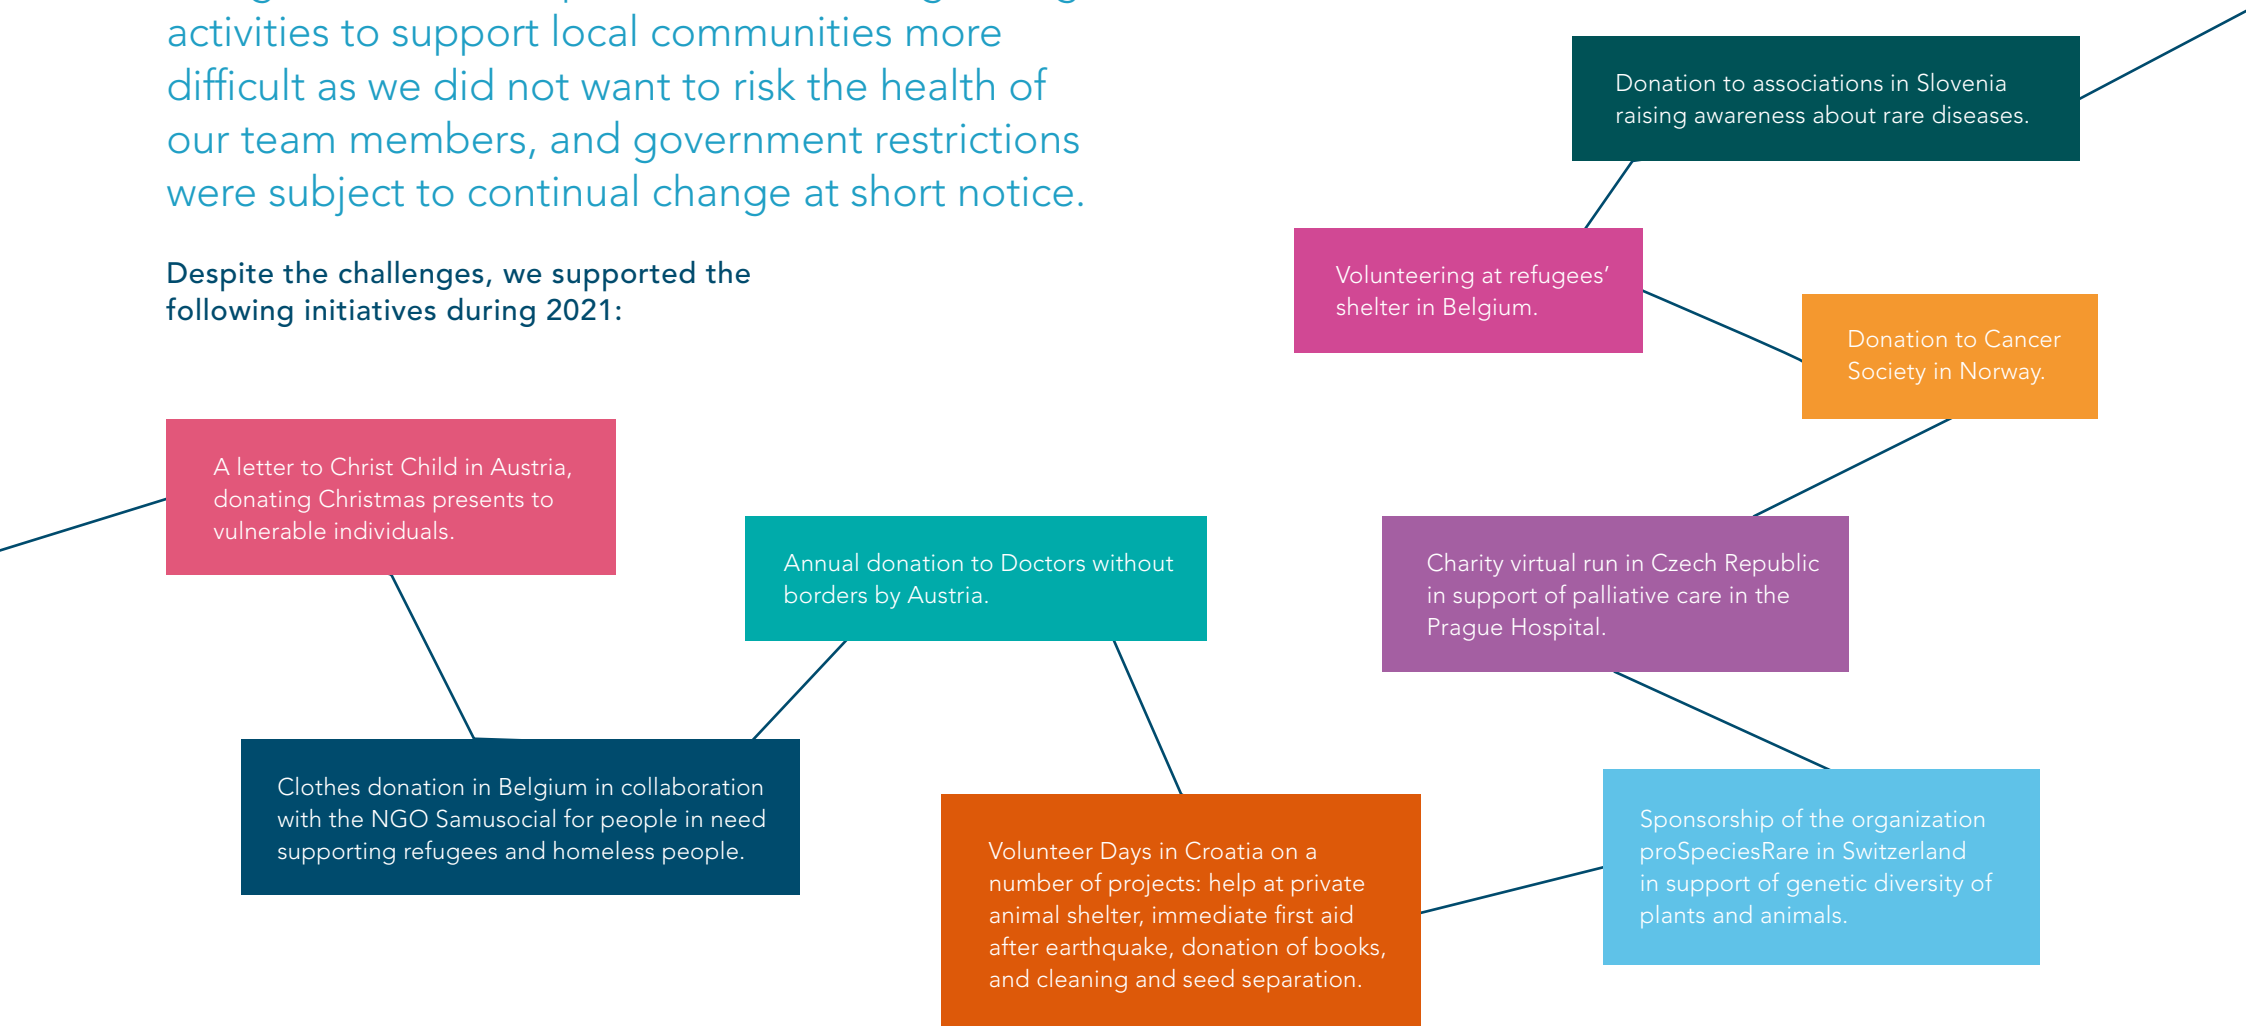 activities to support local communities more
difficult as we did not want to risk the health of
our team members, and government restrictions
were subject to continual change at short notice.
Despite the challenges, we supported the
following initiatives during 2021:
A letter to Christ Child in Austria,
donating Christmas presents to
vulnerable individuals.
Clothes donation in Belgium in collaboration
with the NGO Samusocial for people in need
supporting refugees and homeless people.
Annual donation to Doctors without
borders by Austria.
Volunteer Days in Croatia on a
number of projects: help at private
animal shelter, immediate first aid
after earthquake, donation of books,
and cleaning and seed separation.
Sponsorship of the organization
proSpeciesRare in Switzerland
in support of genetic diversity of
plants and animals.
Charity virtual run in Czech Republic
in support of palliative care in the
Prague Hospital.
Donation to Cancer
Society in Norway.
Volunteering at refugees’
shelter in Belgium.
Donation to associations in Slovenia
raising awareness about rare diseases.